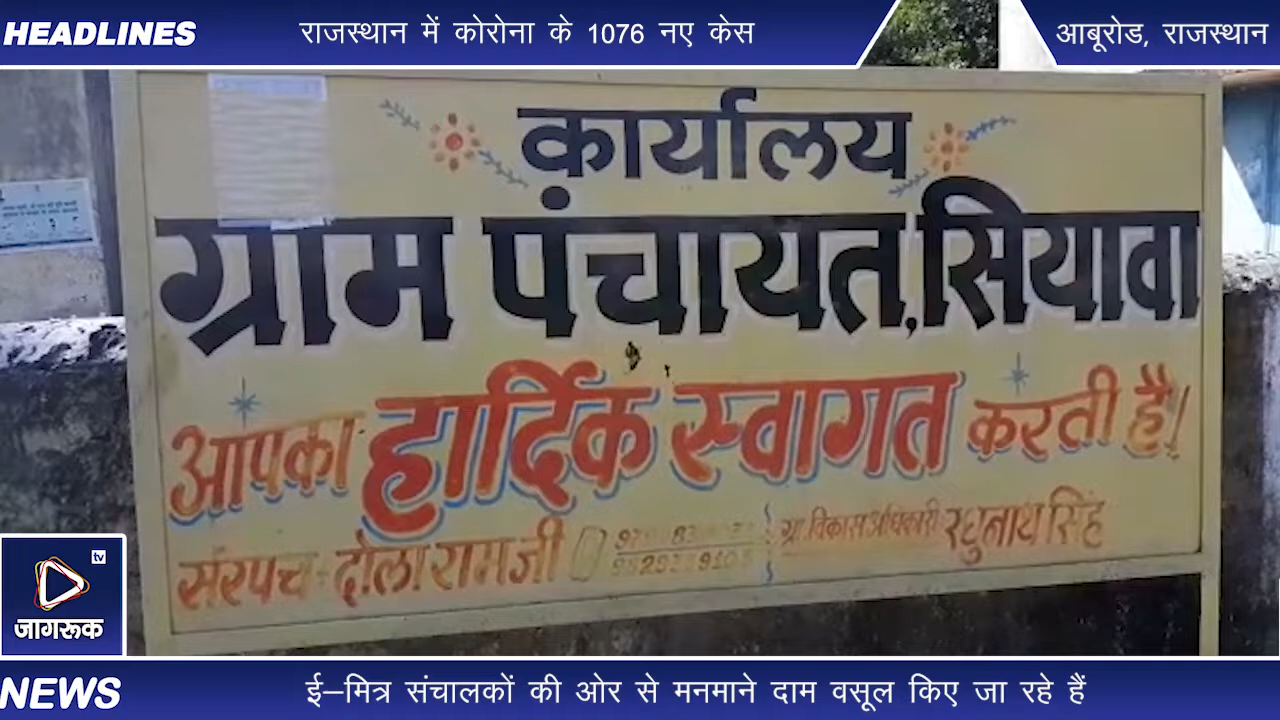 HEADLINES
राजस्थान में कोरोना के 1076 नए केस
आबूरोड, राजस्थान
कार्यालय
ग्राम पंचायत, सियावा
आपका हार्दिक स्वागत करती है!
सरपंच - दोलारामजी
ग्रा. विकास अधिकारी रघुनाथ सिंह
tv
जागरूक
NEWS
ई-मित्र संचालकों की ओर से मनमाने दाम वसूल किए जा रहे हैं